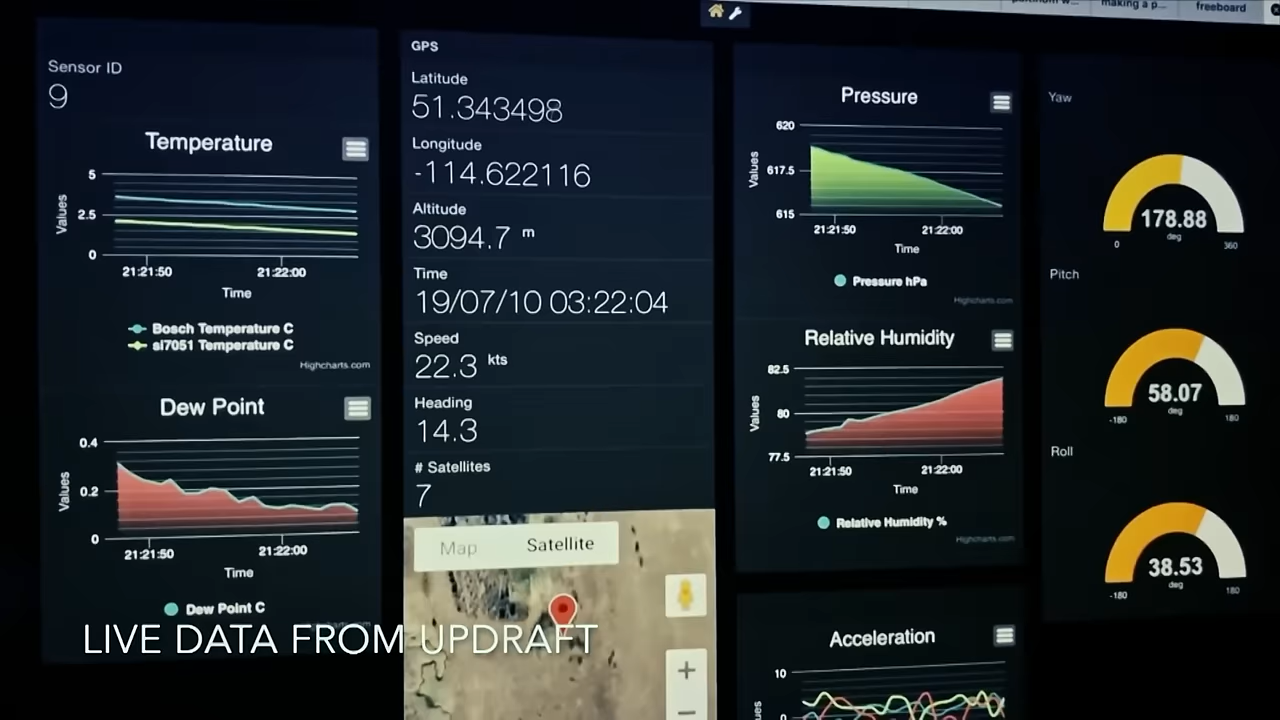 making a p...
freeboard
Sensor ID
9
Temperature
5
2.5
0
Values
21:21:50
21:22:00
Time
Bosch Temperature C
si7051 Temperature C
Highcharts.com
Dew Point
0.4
0.2
0
Values
21:21:50
21:22:00
Time
Dew Point C
LIVE DATA FROM UPDRAFT
GPS
Latitude
51.343498
Longitude
-114.622116
Altitude
3094.7 m
Time
19/07/10 03:22:04
Speed
22.3 kts
Heading
14.3
# Satellites
7
Map
Satellite
+
−
Pressure
620
617.5
615
Values
21:21:50
21:22:00
Time
Pressure hPa
Highcharts.com
Relative Humidity
82.5
80
77.5
Values
21:21:50
21:22:00
Time
Relative Humidity %
Highcharts.com
Acceleration
10
0
Yaw
178.88
deg
0
360
Pitch
58.07
deg
-180
180
Roll
38.53
deg
-180
180